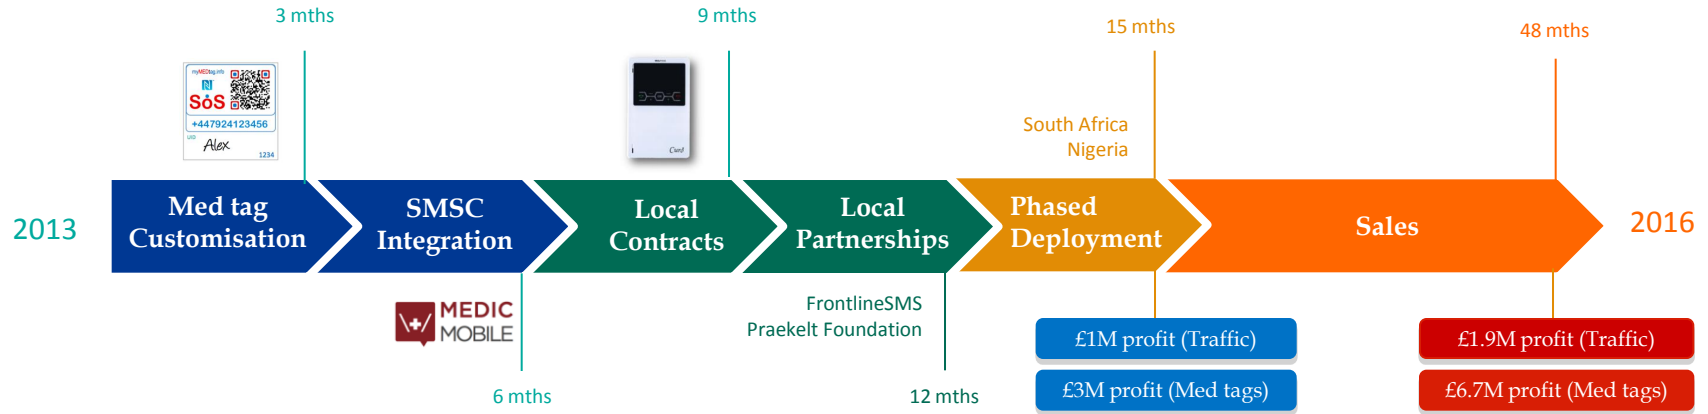 3 mths
9 mths
15 mths
48 mths
myMEDtag.info
SOS
+447924123456
UID
Alex
1234
Card
South Africa
Nigeria
2013
Med tag
Customisation
SMSC
Integration
Local
Contracts
Local
Partnerships
Phased
Deployment
Sales
2016
MEDIC
MOBILE
FrontlineSMS
Praekelt Foundation
6 mths
12 mths
£1M profit (Traffic)
£3M profit (Med tags)
£1.9M profit (Traffic)
£6.7M profit (Med tags)